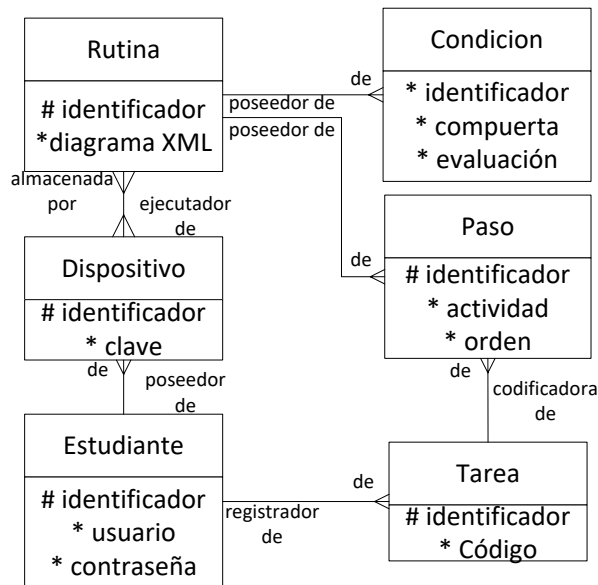 Rutina
# identificador
*diagrama XML
Condicion
* identificador
* compuerta
* evaluación
poseedor de
de
poseedor de
de
almacenada
por
ejecutador
de
Dispositivo
# identificador
* clave
Paso
# identificador
* actividad
* orden
de
poseedor
de
de
codificadora
de
Estudiante
# identificador
* usuario
* contraseña
registrador
de
de
Tarea
# identificador
* Código